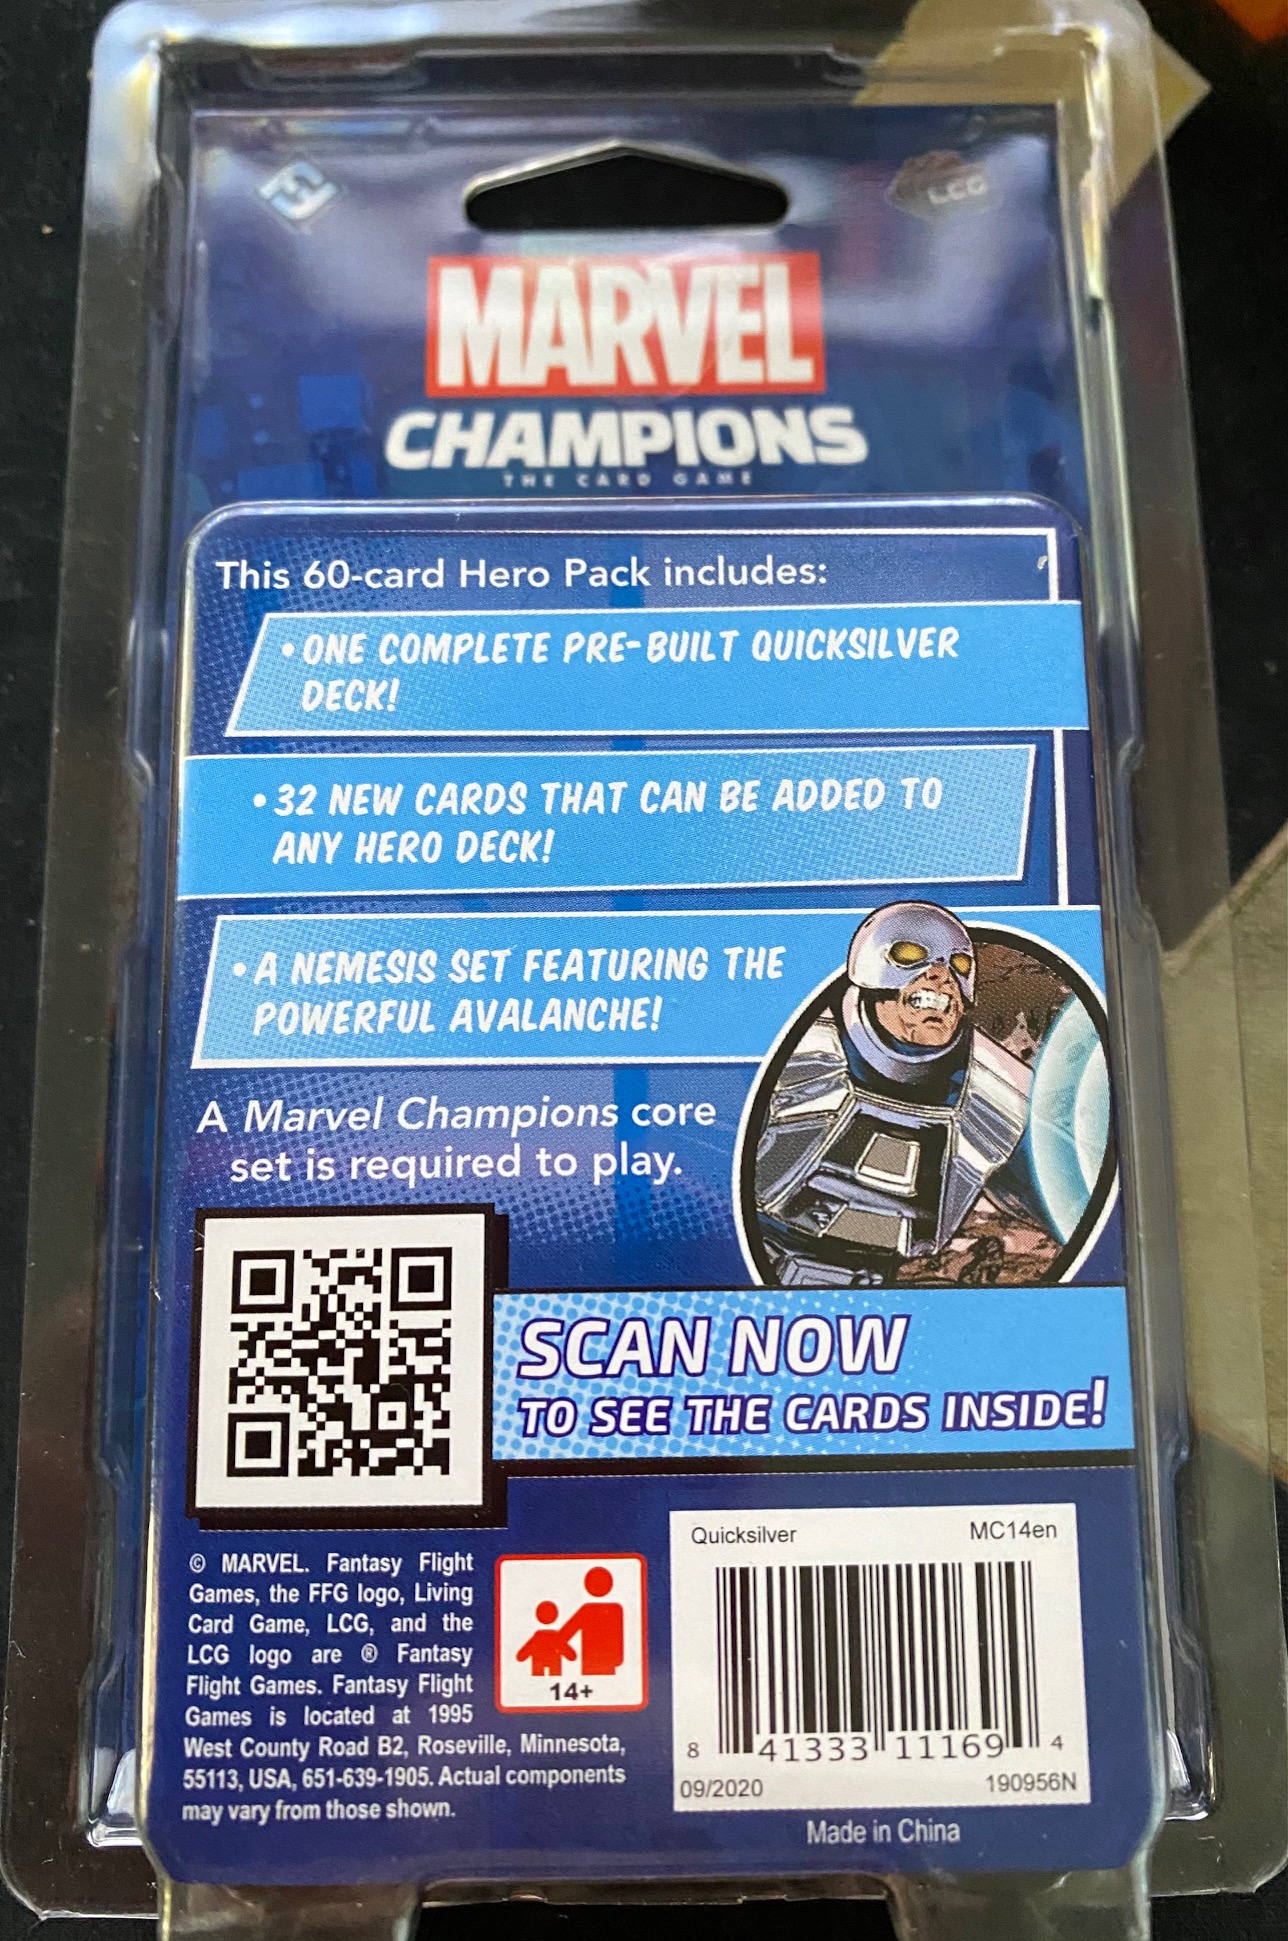 LCG
MARVEL
CHAMPIONS
THE CARD GAME
This 60-card Hero Pack includes:
• ONE COMPLETE PRE-BUILT QUICKSILVER
DECK!
• 32 NEW CARDS THAT CAN BE ADDED TO
ANY HERO DECK!
• A NEMESIS SET FEATURING THE
POWERFUL AVALANCHE!
A Marvel Champions core
set is required to play.
SCAN NOW
TO SEE THE CARDS INSIDE!
© MARVEL. Fantasy Flight
Games, the FFG logo, Living
Card Game, LCG, and the
LCG logo are ® Fantasy
Flight Games. Fantasy Flight
Games is located at 1995
West County Road B2, Roseville, Minnesota,
55113, USA, 651-639-1905. Actual components
may vary from those shown.
14+
Quicksilver MC14en
8 41333 11169 4
09/2020 190956N
Made in China